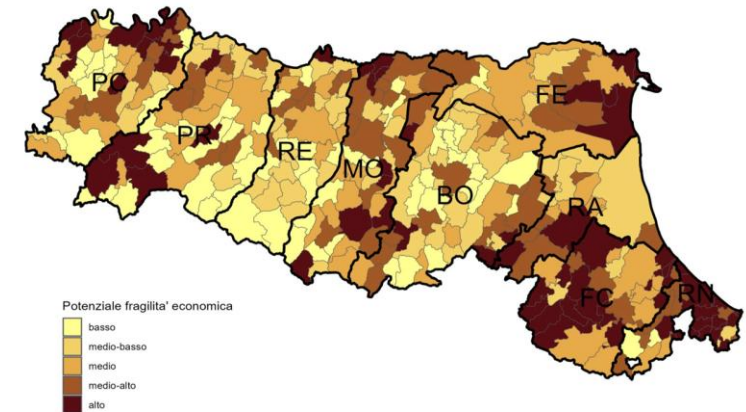 PC
PR
RE
MO
BO
FE
RA
FC
RN
Potenziale fragilita' economica
basso
medio-basso
medio
medio-alto
alto